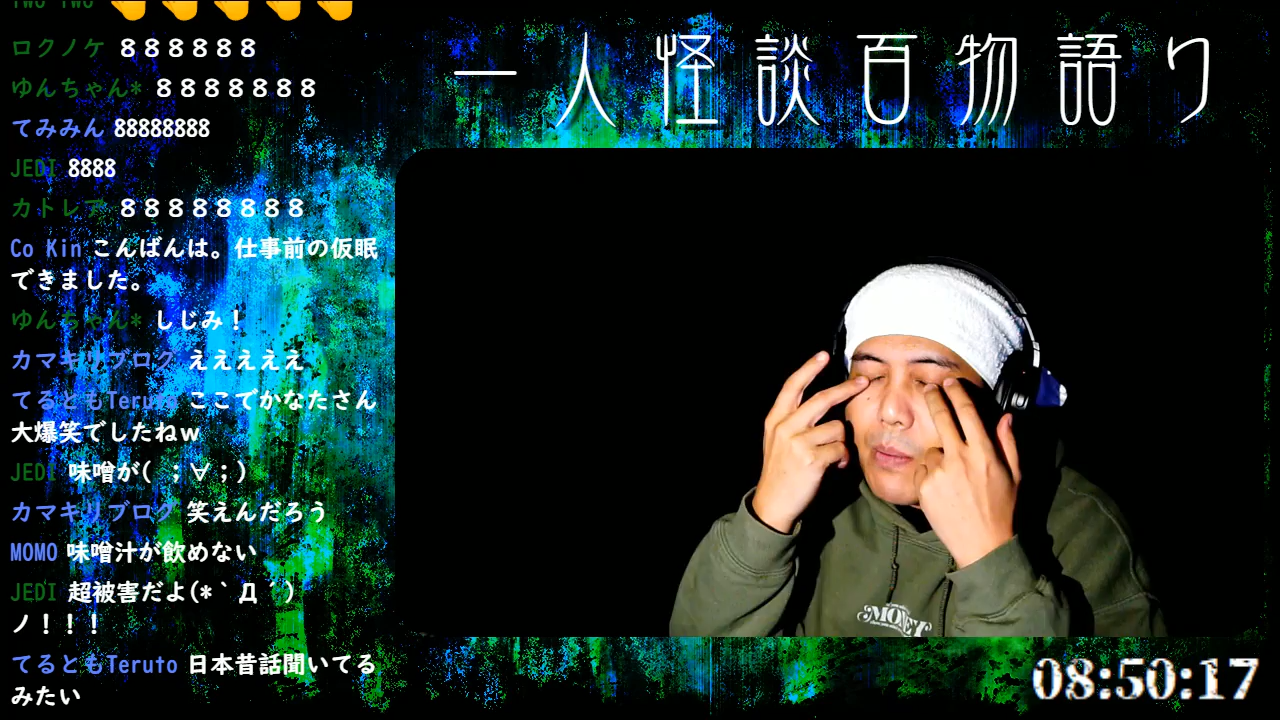 一人怪談百物語り
ロクノケ ８８８８８８
ゆんちゃん* ８８８８８８８
てみみん 88888888
JEDI 8888
カトレア ８８８８８８８８
Co Kin こんばんは。仕事前の仮眠
できました。
ゆんちゃん* しじみ！
カマキリブログ えええええ
てるともTeruto ここでかなたさん
大爆笑でしたねｗ
JEDI 味噌が( ；∀；)
カマキリブログ 笑えんだろう
MOMO 味噌汁が飲めない
JEDI 超被害だよ(*｀Д´)
ノ！！！
てるともTeruto 日本昔話聞いてる
みたい
MONEY
08:50:17